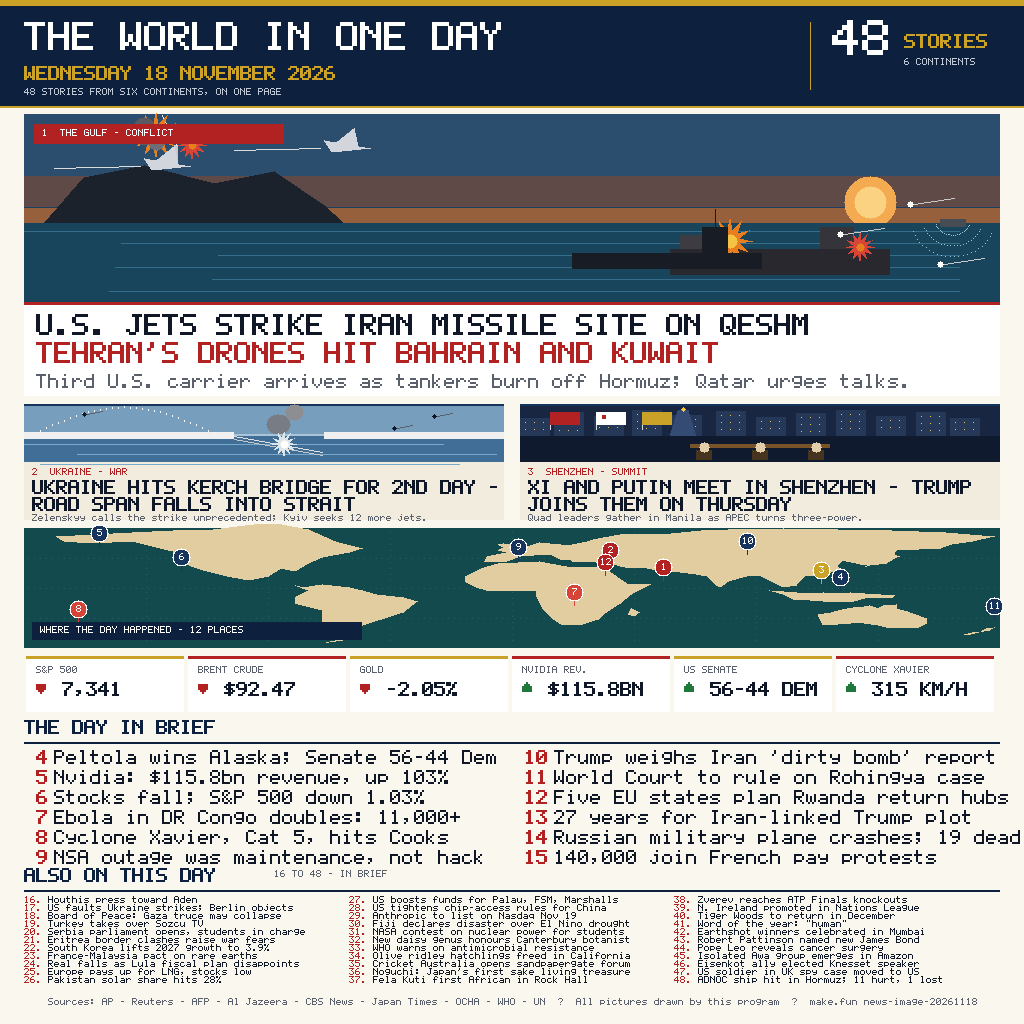 THE WORLD IN ONE DAY
WEDNESDAY 18 NOVEMBER 2026
48 STORIES FROM SIX CONTINENTS, ON ONE PAGE
48 STORIES
6 CONTINENTS
1 THE GULF - CONFLICT
U.S. JETS STRIKE IRAN MISSILE SITE ON QESHM
TEHRAN'S DRONES HIT BAHRAIN AND KUWAIT
Third U.S. carrier arrives as tankers burn off Hormuz; Qatar urges talks.
2 UKRAINE - WAR
UKRAINE HITS KERCH BRIDGE FOR 2ND DAY -
ROAD SPAN FALLS INTO STRAIT
Zelenskyy calls the strike unprecedented; Kyiv seeks 12 more jets.
3 SHENZHEN - SUMMIT
XI AND PUTIN MEET IN SHENZHEN - TRUMP
JOINS THEM ON THURSDAY
Quad leaders gather in Manila as APEC turns three-power.
5
6
8
9
7
2
12
1
10
3
4
11
WHERE THE DAY HAPPENED - 12 PLACES
S&P 500
7,341
BRENT CRUDE
$92.47
GOLD
-2.05%
NVIDIA REV.
$115.8BN
US SENATE
56-44 DEM
CYCLONE XAVIER
315 KM/H
THE DAY IN BRIEF
4 Peltola wins Alaska; Senate 56-44 Dem
5 Nvidia: $115.8bn revenue, up 103%
6 Stocks fall; S&P 500 down 1.03%
7 Ebola in DR Congo doubles: 11,000+
8 Cyclone Xavier, Cat 5, hits Cooks
9 NSA outage was maintenance, not hack
10 Trump weighs Iran 'dirty bomb' report
11 World Court to rule on Rohingya case
12 Five EU states plan Rwanda return hubs
13 27 years for Iran-linked Trump plot
14 Russian military plane crashes; 19 dead
15 140,000 join French pay protests
ALSO ON THIS DAY
16 TO 48 - IN BRIEF
16. Houthis press toward Aden
17. US faults Ukraine strikes; Berlin objects
18. Board of Peace: Gaza truce may collapse
19. Turkey takes over Sozcu TV
20. Serbia parliament opens, students in charge
21. Eritrea border clashes raise war fears
22. South Korea lifts 2027 growth to 3.9%
23. France-Malaysia pact on rare earths
24. Real falls as Lula fiscal plan disappoints
25. Europe pays up for LNG, stocks low
26. Pakistan solar share hits 28%
27. US boosts funds for Palau, FSM, Marshalls
28. US tightens chip-access rules for China
29. Anthropic to list on Nasdaq Nov 19
30. Fiji declares disaster over El Nino drought
31. NASA contest on nuclear power for students
32. New daisy genus honours Canterbury botanist
33. WHO warns on antimicrobial resistance
34. Olive ridley hatchlings freed in California
35. Cricket Australia opens sandpapergate forum
36. Noguchi: Japan's first sake living treasure
37. Fela Kuti first African in Rock Hall
38. Zverev reaches ATP Finals knockouts
39. N. Ireland promoted in Nations League
40. Tiger Woods to return in December
41. Word of the year: "human"
42. Earthshot winners celebrated in Mumbai
43. Robert Pattinson named new James Bond
44. Pope Leo reveals cancer surgery
45. Isolated Awa group emerges in Amazon
46. Eisenkot ally elected Knesset speaker
47. US soldier in UK spy case moved to US
48. ADNOC ship hit in Hormuz; 11 hurt, 1 lost
Sources: AP - Reuters - AFP - Al Jazeera - CBS News - Japan Times - OCHA - WHO - UN ? All pictures drawn by this program ? make.fun news-image-20261118